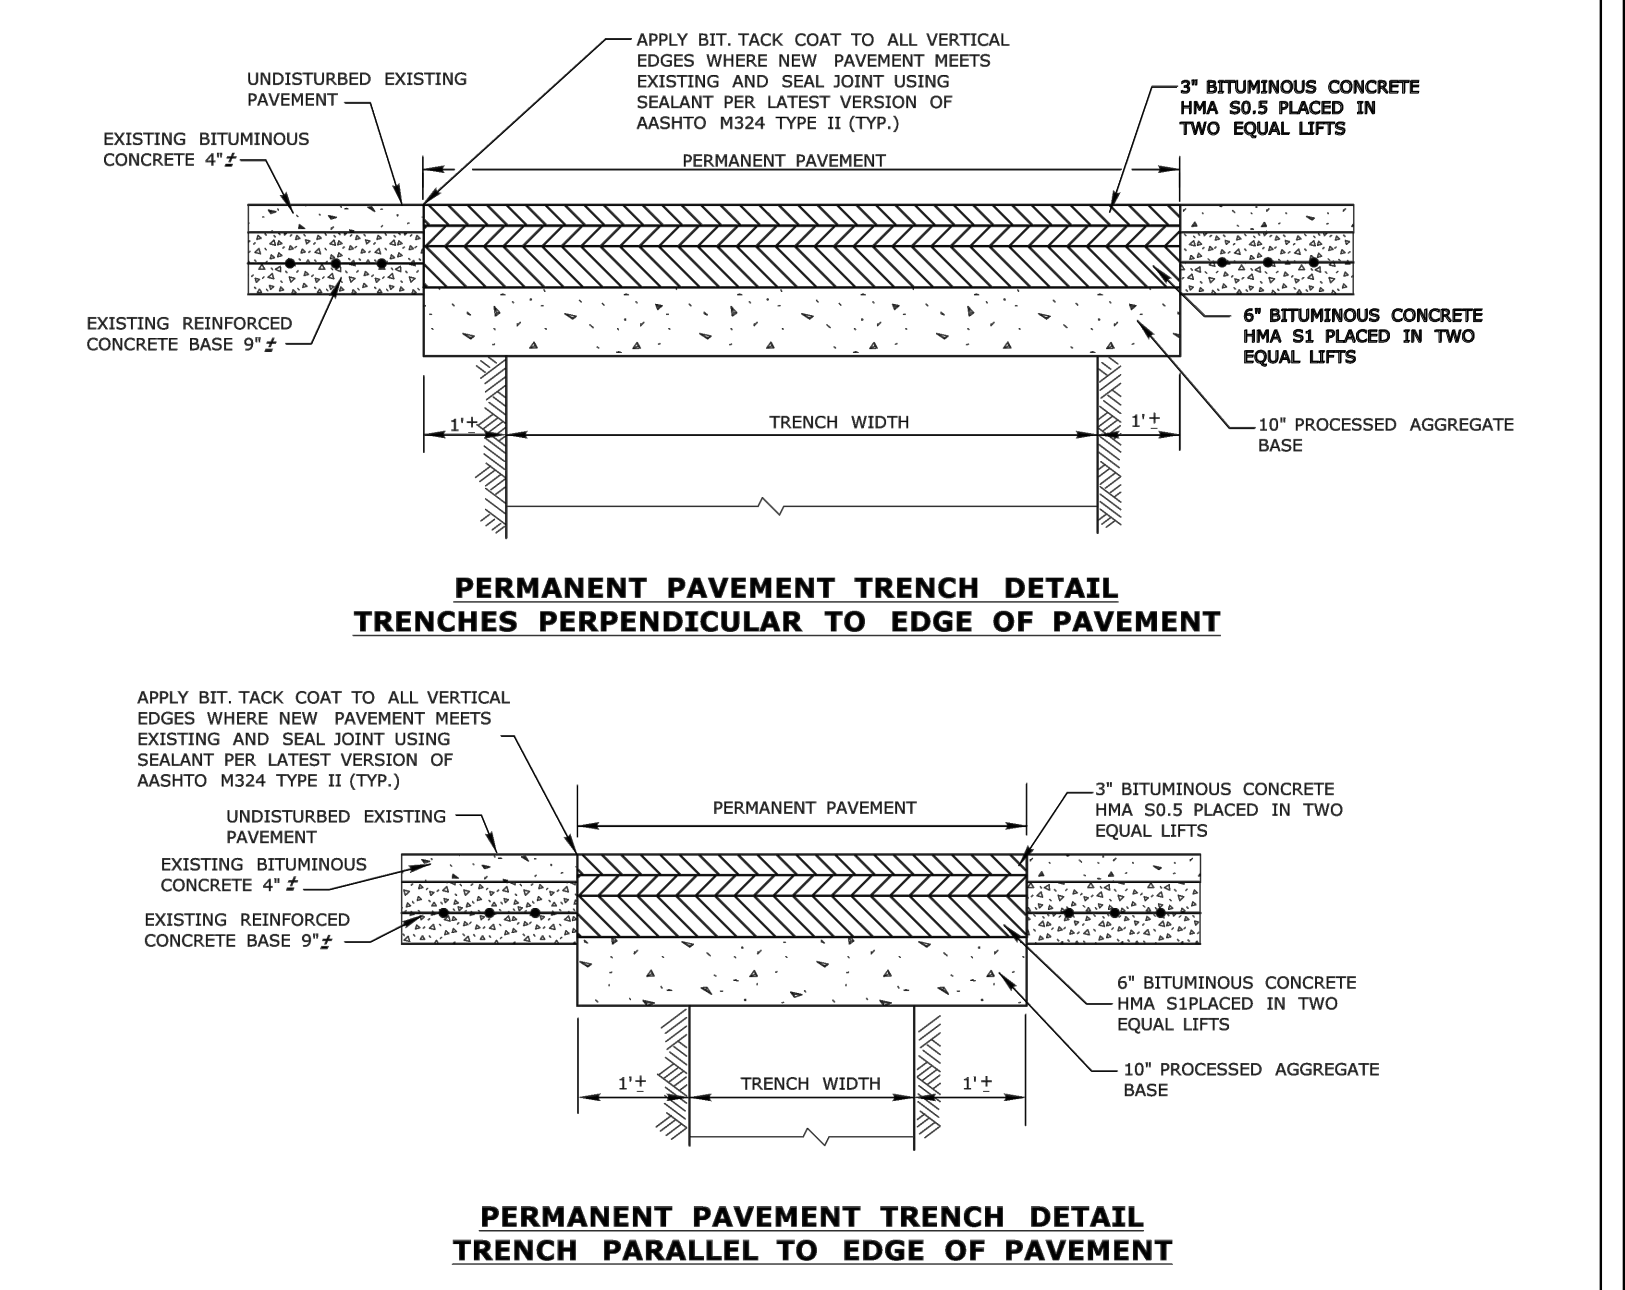 APPLY BIT. TACK COAT TO ALL VERTICAL
EDGES WHERE NEW PAVEMENT MEETS
EXISTING AND SEAL JOINT USING
SEALANT PER LATEST VERSION OF
AASHTO M324 TYPE II (TYP.)
UNDISTURBED EXISTING
PAVEMENT
3" BITUMINOUS CONCRETE
HMA S0.5 PLACED IN
TWO EQUAL LIFTS
EXISTING BITUMINOUS
CONCRETE 4"±
PERMANENT PAVEMENT
EXISTING REINFORCED
CONCRETE BASE 9"±
6" BITUMINOUS CONCRETE
HMA S1 PLACED IN TWO
EQUAL LIFTS
1'±
TRENCH WIDTH
1'±
10" PROCESSED AGGREGATE
BASE
PERMANENT PAVEMENT TRENCH DETAIL
TRENCHES PERPENDICULAR TO EDGE OF PAVEMENT
APPLY BIT. TACK COAT TO ALL VERTICAL
EDGES WHERE NEW PAVEMENT MEETS
EXISTING AND SEAL JOINT USING
SEALANT PER LATEST VERSION OF
AASHTO M324 TYPE II (TYP.)
UNDISTURBED EXISTING
PAVEMENT
PERMANENT PAVEMENT
3" BITUMINOUS CONCRETE
HMA S0.5 PLACED IN TWO
EQUAL LIFTS
EXISTING BITUMINOUS
CONCRETE 4" ±
EXISTING REINFORCED
CONCRETE BASE 9"±
6" BITUMINOUS CONCRETE
HMA S1PLACED IN TWO
EQUAL LIFTS
10" PROCESSED AGGREGATE
BASE
1'±
TRENCH WIDTH
1'±
PERMANENT PAVEMENT TRENCH DETAIL
TRENCH PARALLEL TO EDGE OF PAVEMENT